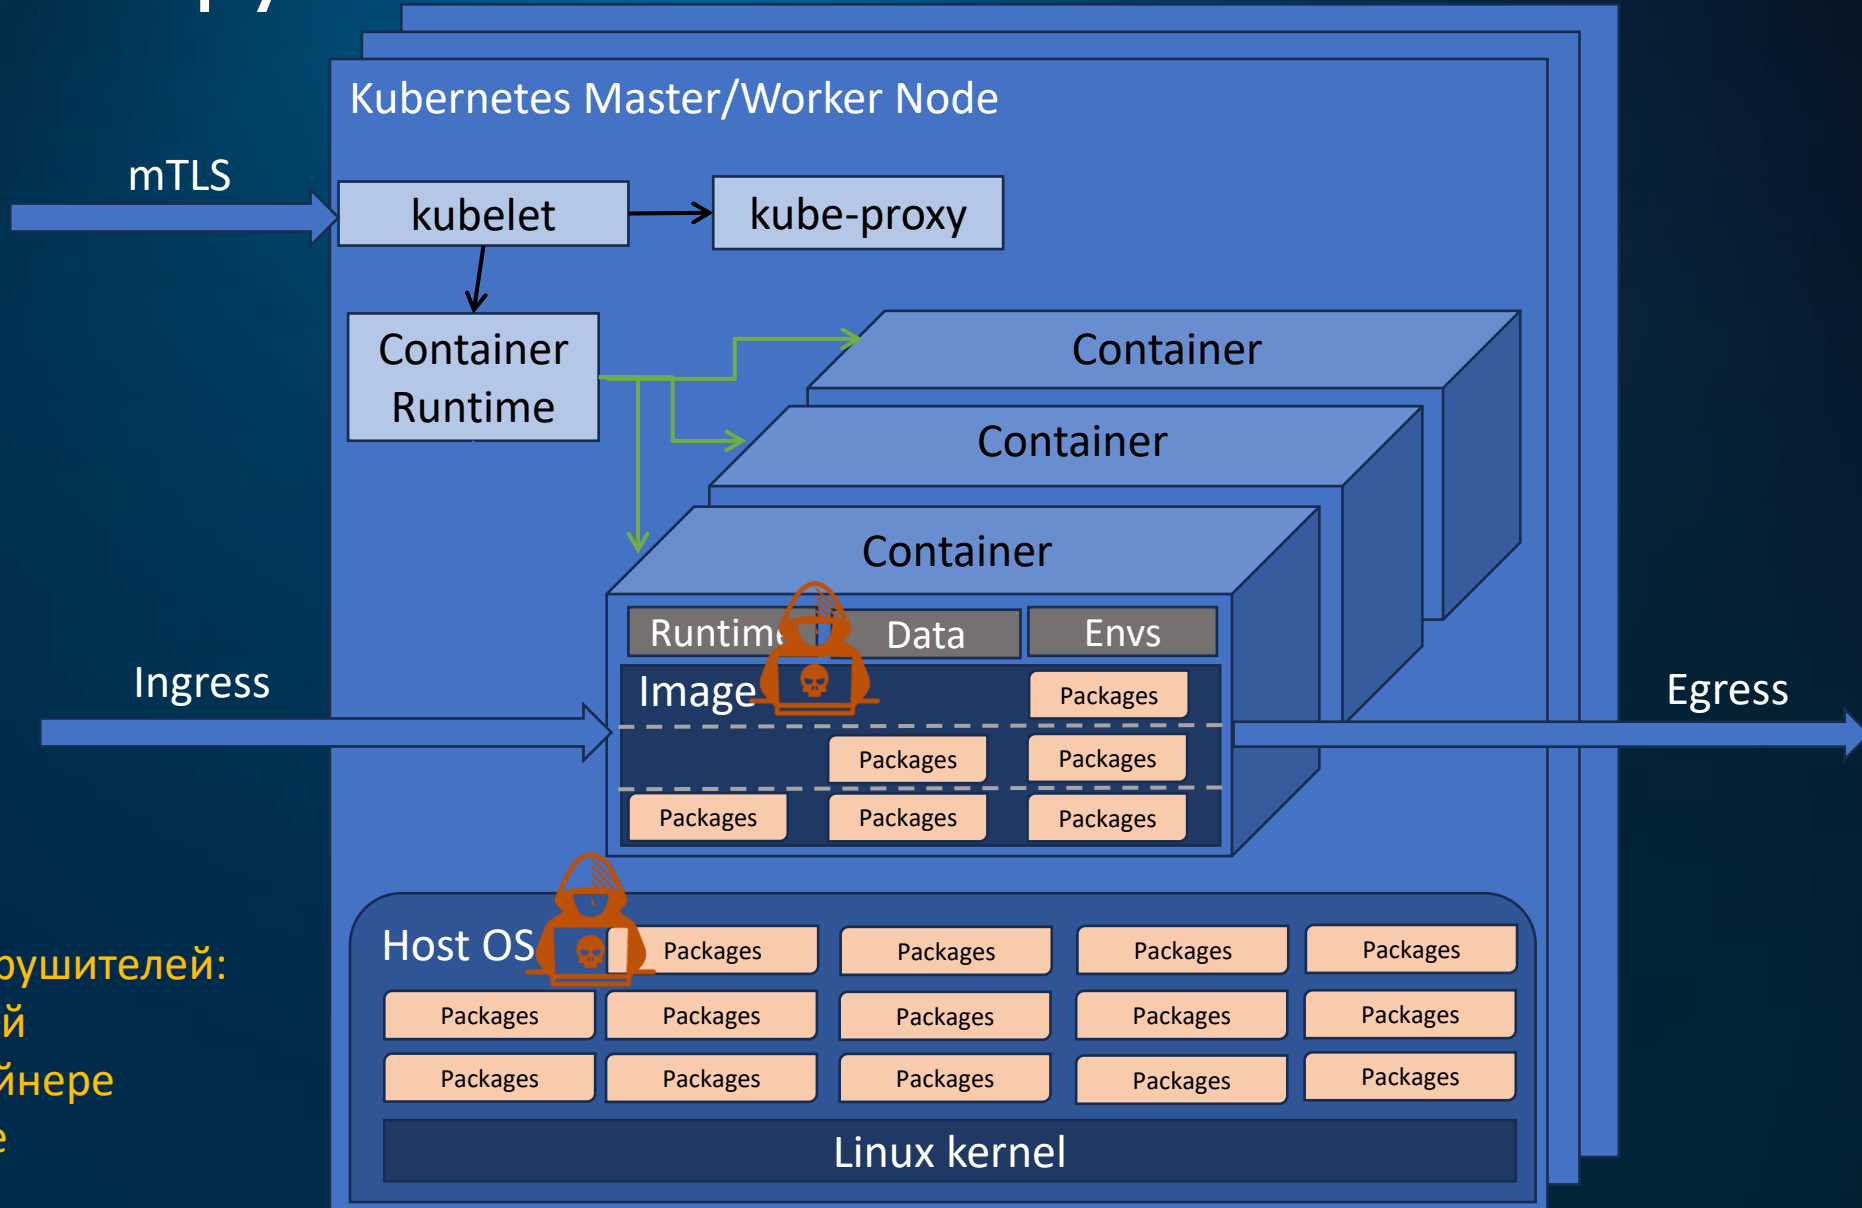 Kubernetes Master/Worker Node
mTLS
kubelet
kube-proxy
Container
Runtime
Container
Container
Container
Runtime
Data
Envs
Ingress
Image
Packages
Egress
Packages
Packages
Packages
Packages
Packages
Host OS
Packages
Packages
Packages
Packages
рушителей:
й
Packages
Packages
Packages
Packages
Packages
йнере
Packages
Packages
Packages
Packages
Packages
е
Linux kernel